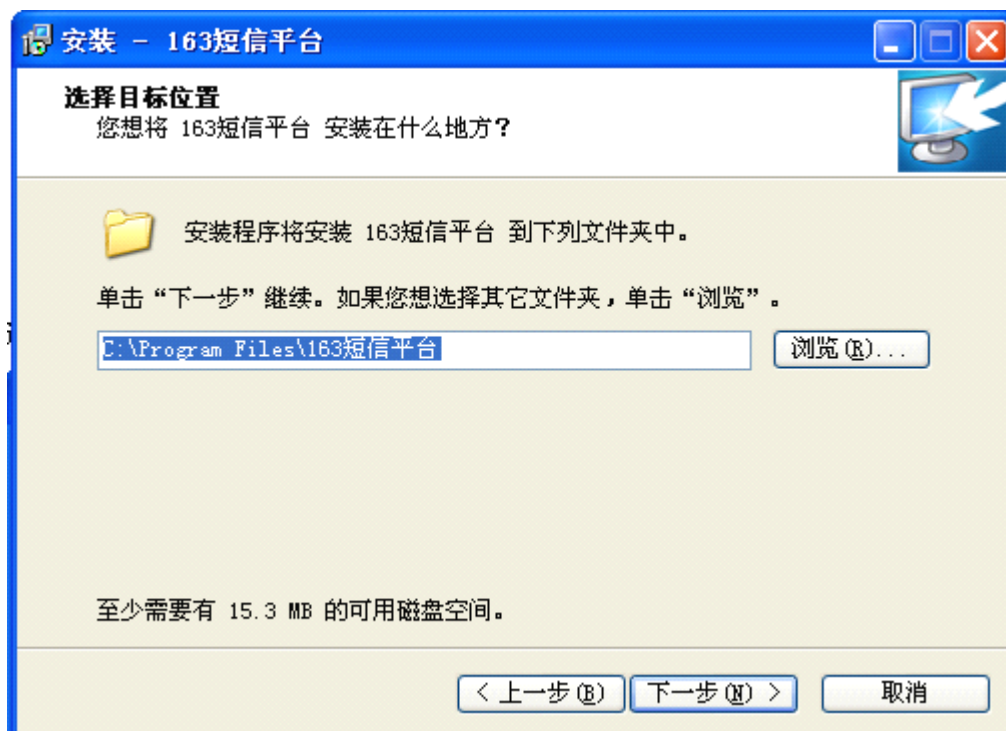 安装 - 163短信平台
选择目标位置
您想将 163短信平台 安装在什么地方?
安装程序将安装 163短信平台 到下列文件夹中。
单击“下一步”继续。如果您想选择其它文件夹，单击“浏览”。
C:\Program Files\163短信平台
浏览(R)...
至少需要有 15.3 MB 的可用磁盘空间。
< 上一步(B) 下一步(N) > 取消